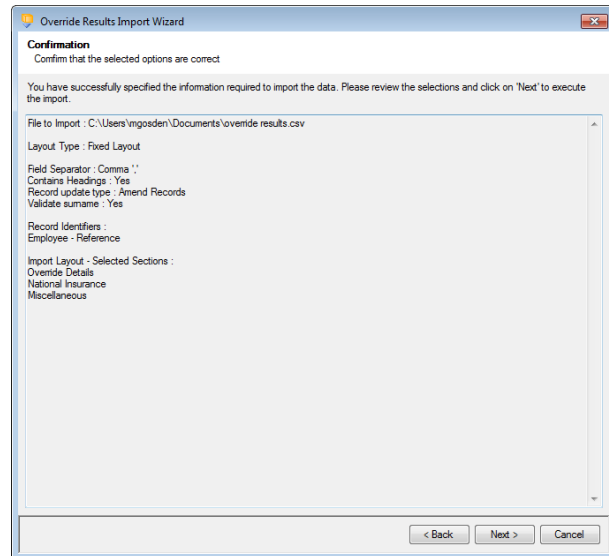 Override Results Import Wizard
Confirmation
Comfirm that the selected options are correct
You have successfully specified the information required to import the data. Please review the selections and click on 'Next' to execute
the import.
File to Import : C:\Users\mgosden\Documents\override results.csv
Layout Type : Fixed Layout
Field Separator : Comma ','
Contains Headings : Yes
Record update type : Amend Records
Validate surname : Yes
Record Identifiers :
Employee - Reference
Import Layout - Selected Sections :
Override Details
National Insurance
Miscellaneous
< Back Next > Cancel